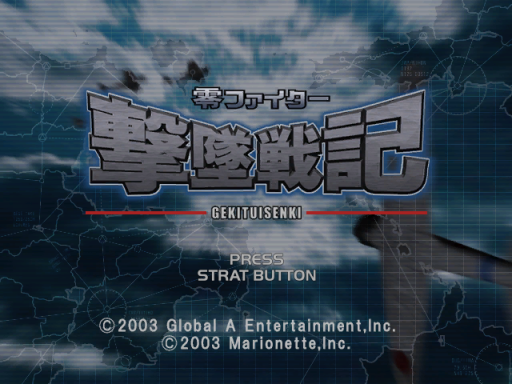 零ファイター
撃墜戦記
GEKITUISENKI
PRESS
STRAT BUTTON
©2003 Global A Entertainment,Inc.
©2003 Marionette,Inc.